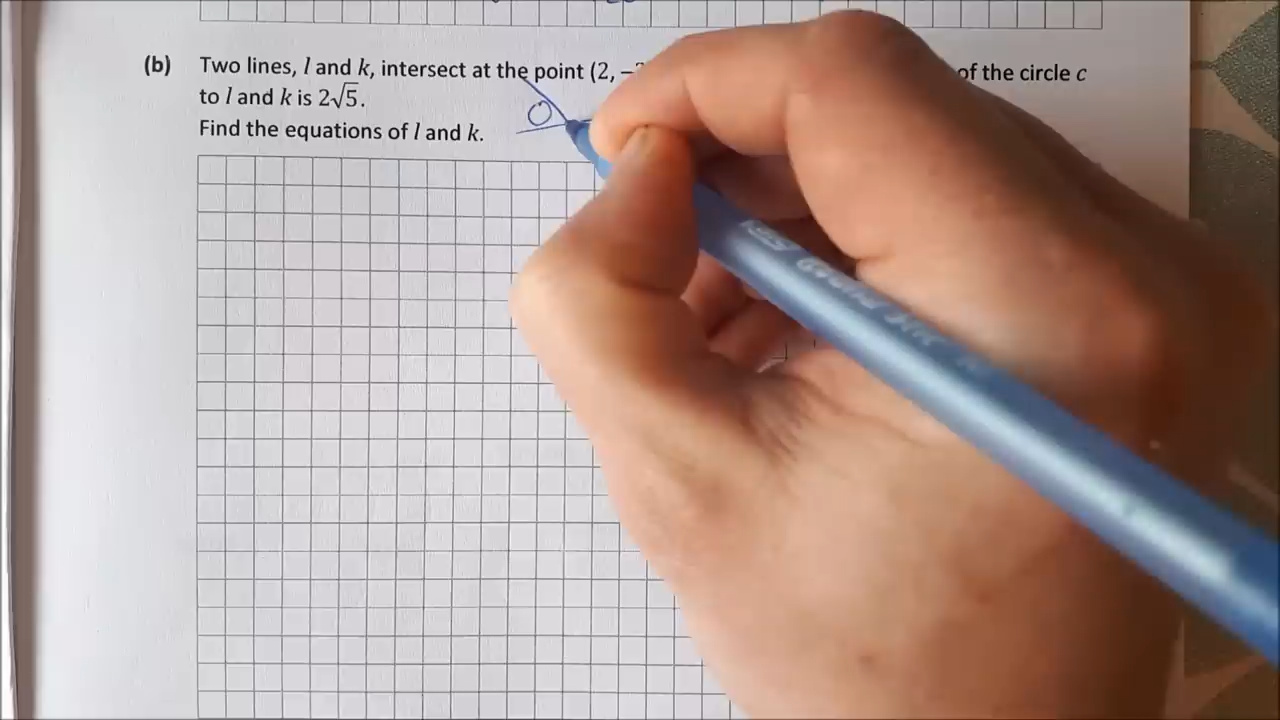 (b) Two lines, l and k, intersect at the point (2, – of the circle c
to l and k is 2√5.
Find the equations of l and k.